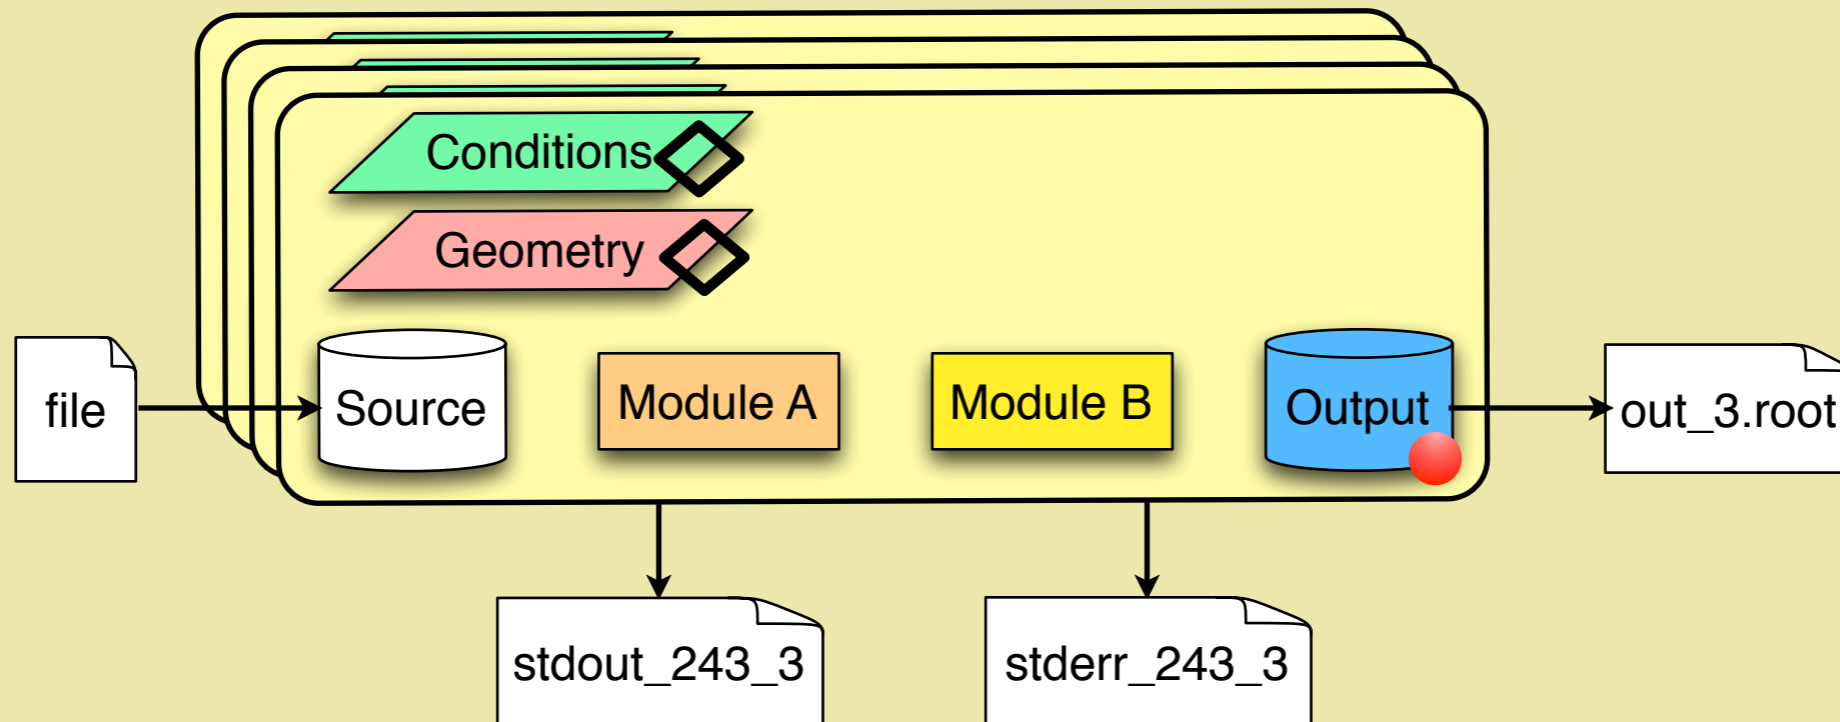 Conditions
Geometry
file
Source
Module A
Module B
Output
out_3.root
stdout_243_3
stderr_243_3